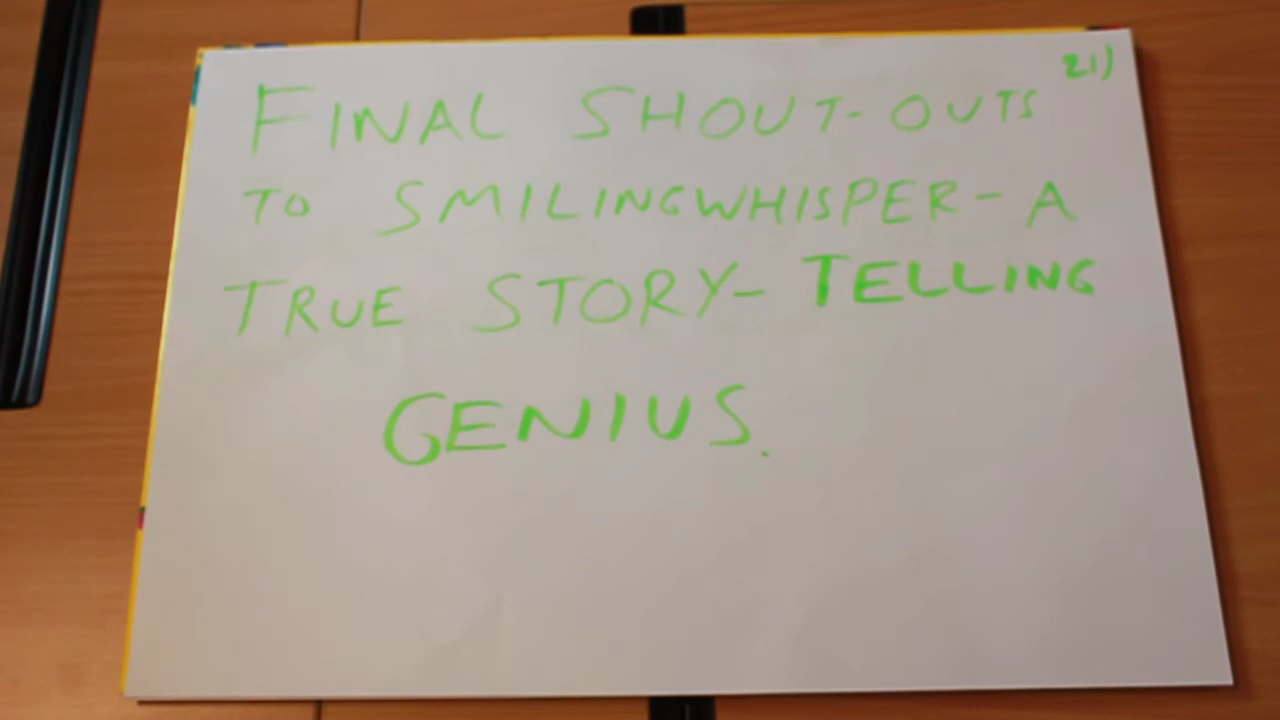 21)
FINAL SHOUT-OUTS
TO SMILINGWHISPER-A
TRUE STORY-TELLING
GENIUS.